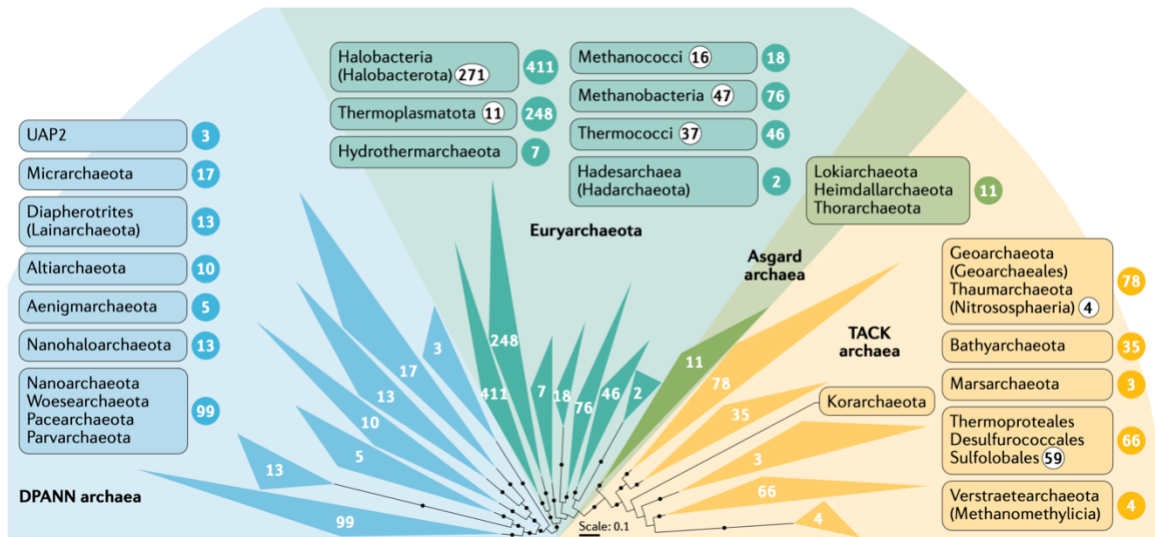 UAP2 3
Micrarchaeota 17
Diapherotrites
(Lainarchaeota) 13
Altiarchaeota 10
Aenigmarchaeota 5
Nanohaloarchaeota 13
Nanoarchaeota
Woesearchaeota
Pacearchaeota
Parvarchaeota
99
DPANN archaea
Halobacteria
(Halobacterota) 271
411
Thermoplasmatota 11 248
Hydrothermarchaeota 7
Methanococci 16 18
Methanobacteria 47 76
Thermococci 37 46
Hadesarchaea
(Hadarchaeota)
2
Euryarchaeota
Lokiarchaeota
Heimdallarchaeota
Thorarchaeota
11
Asgard
archaea
Geoarchaeota
(Geoarchaeales)
Thaumarchaeota
(Nitrososphaeria) 4
78
Bathyarchaeota 35
Marsarchaeota 3
Thermoproteales
Desulfurococcales
Sulfolobales 59
66
Verstraetearchaeota
(Methanomethylicia)
4
TACK
archaea
Korarchaeota
99
13
5
10
13
17
3
411
248
7
18
76
46
2
11
78
35
3
66
4
Scale: 0.1